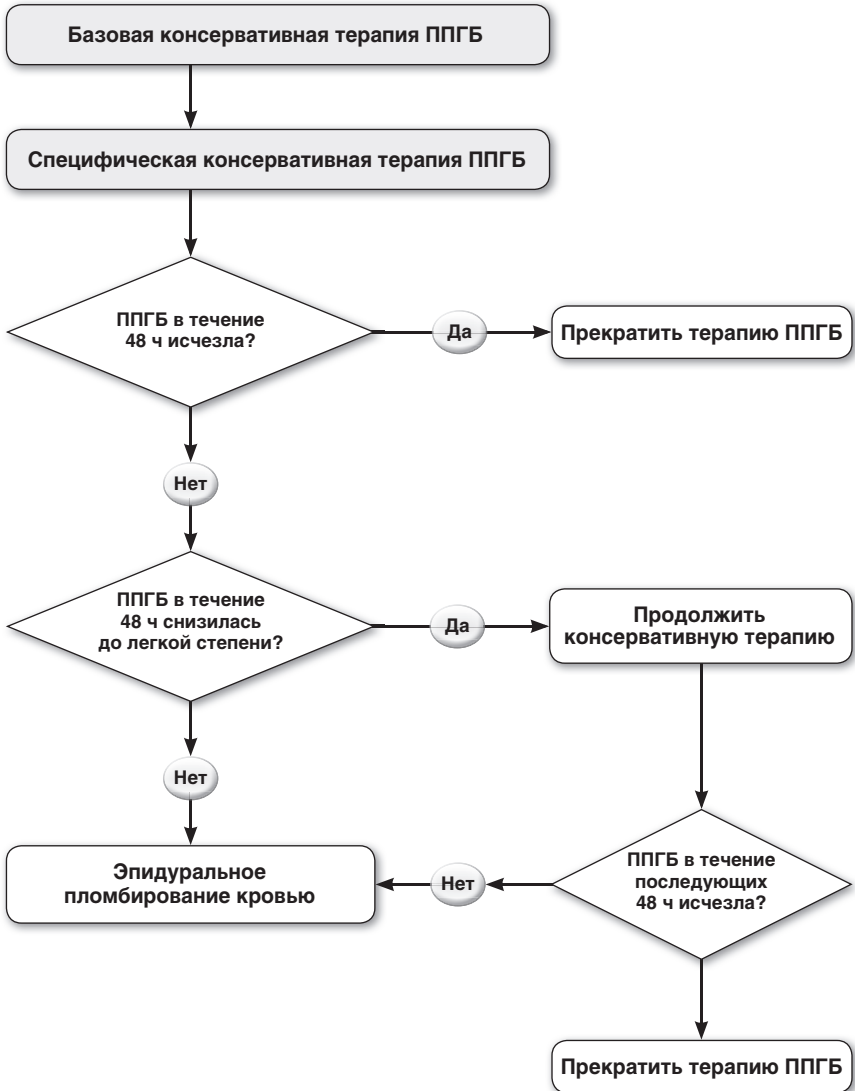 Базовая консервативная терапия ППГБ
Специфическая консервативная терапия ППГБ
ППГБ в течение
48 ч исчезла?
Да
Прекратить терапию ППГБ
Нет
ППГБ в течение
48 ч снизилась
до легкой степени?
Да
Продолжить
консервативную терапию
Нет
Эпидуральное
пломбирование кровью
Нет
ППГБ в течение
последующих
48 ч исчезла?
Прекратить терапию ППГБ